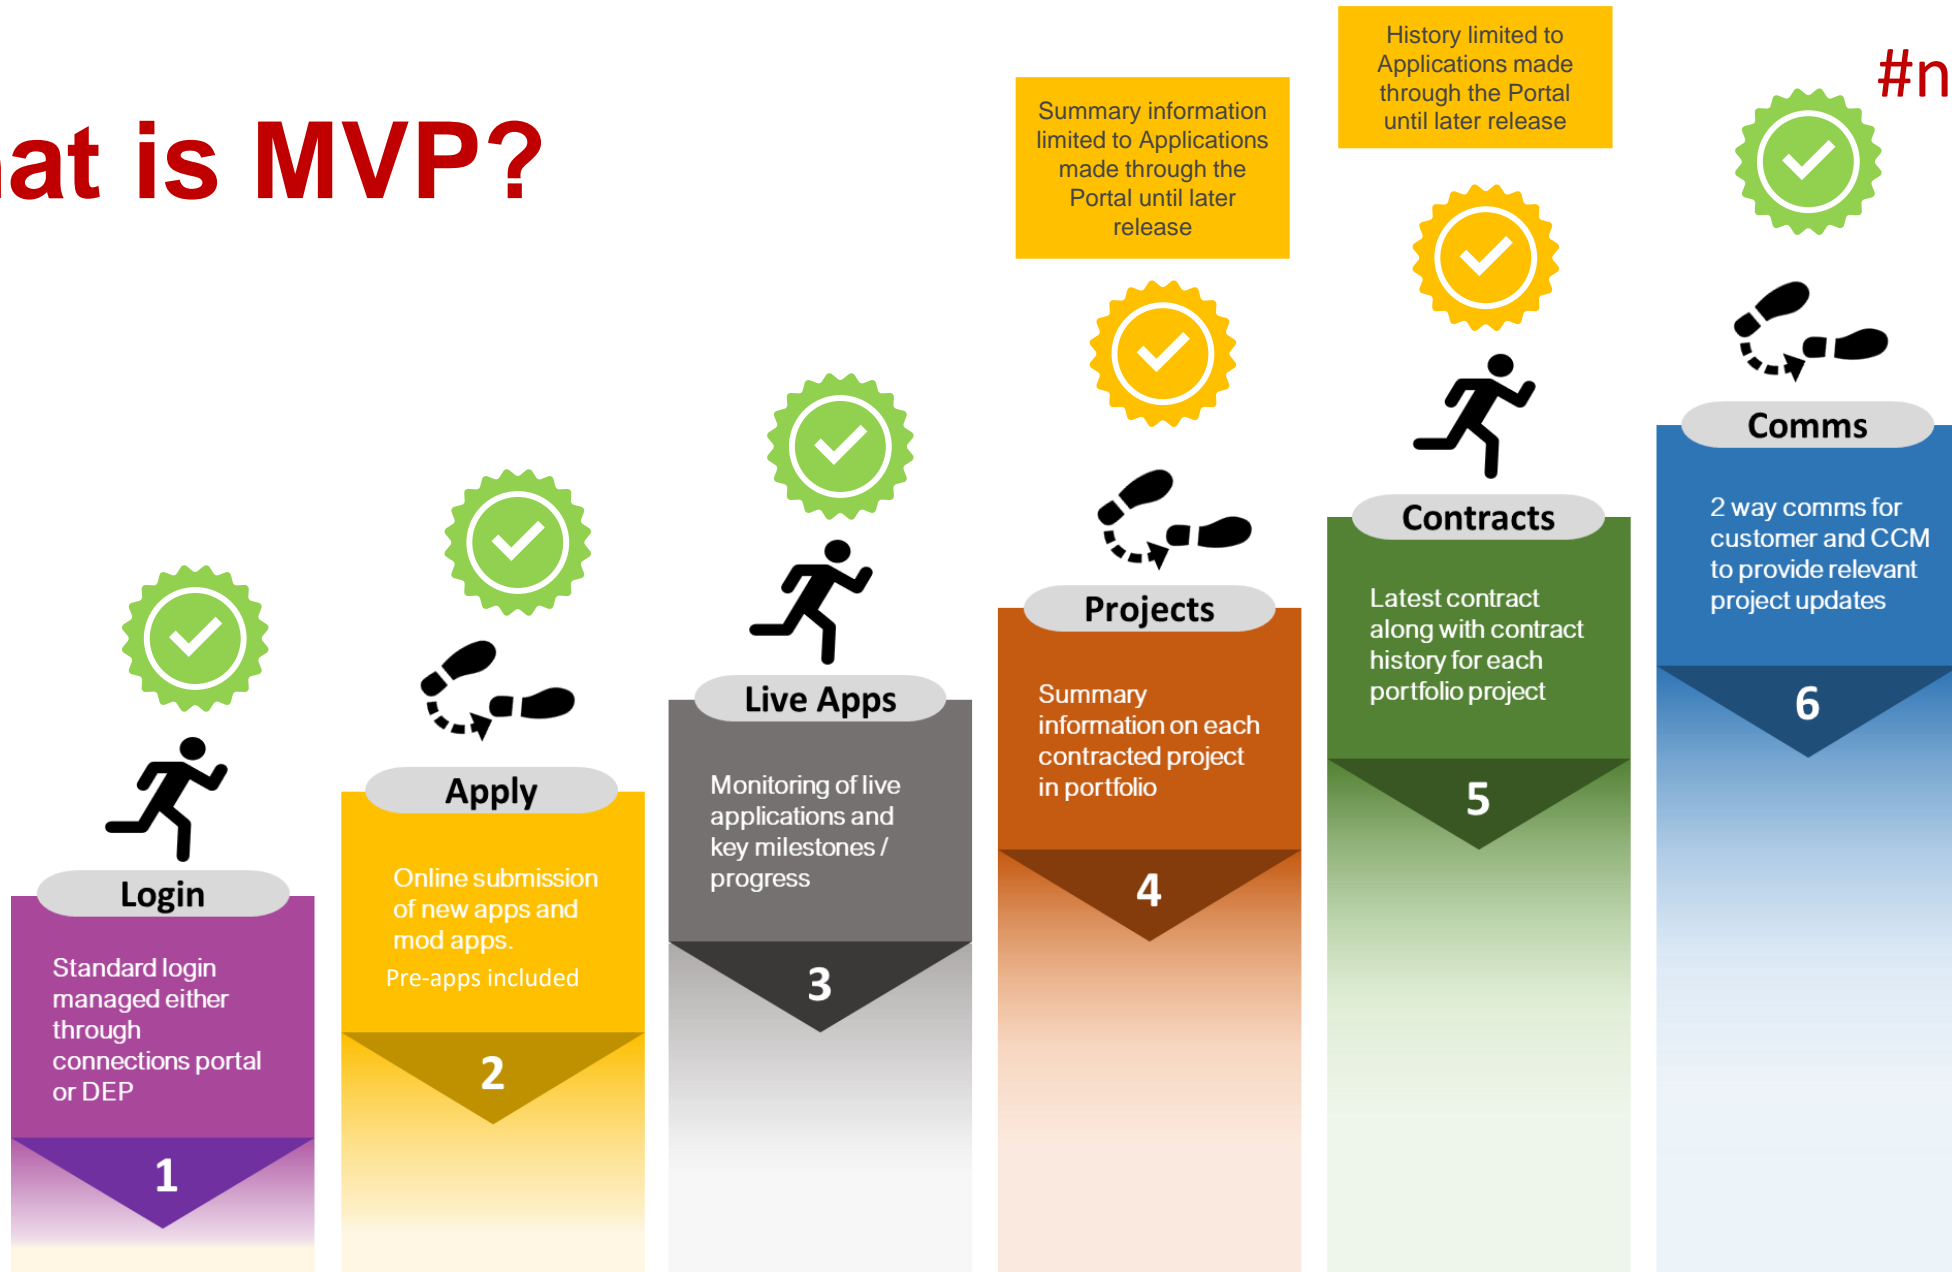 at is MVP?
#n
History limited to
Applications made
through the Portal
until later release
Summary information
limited to Applications
made through the
Portal until later
release
Login
Standard login
managed either
through
connections portal
or DEP
1
Apply
Online submission
of new apps and
mod apps.
Pre-apps included
2
Live Apps
Monitoring of live
applications and
key milestones /
progress
3
Projects
Summary
information on each
contracted project
in portfolio
4
Contracts
Latest contract
along with contract
history for each
portfolio project
5
Comms
2 way comms for
customer and CCM
to provide relevant
project updates
6